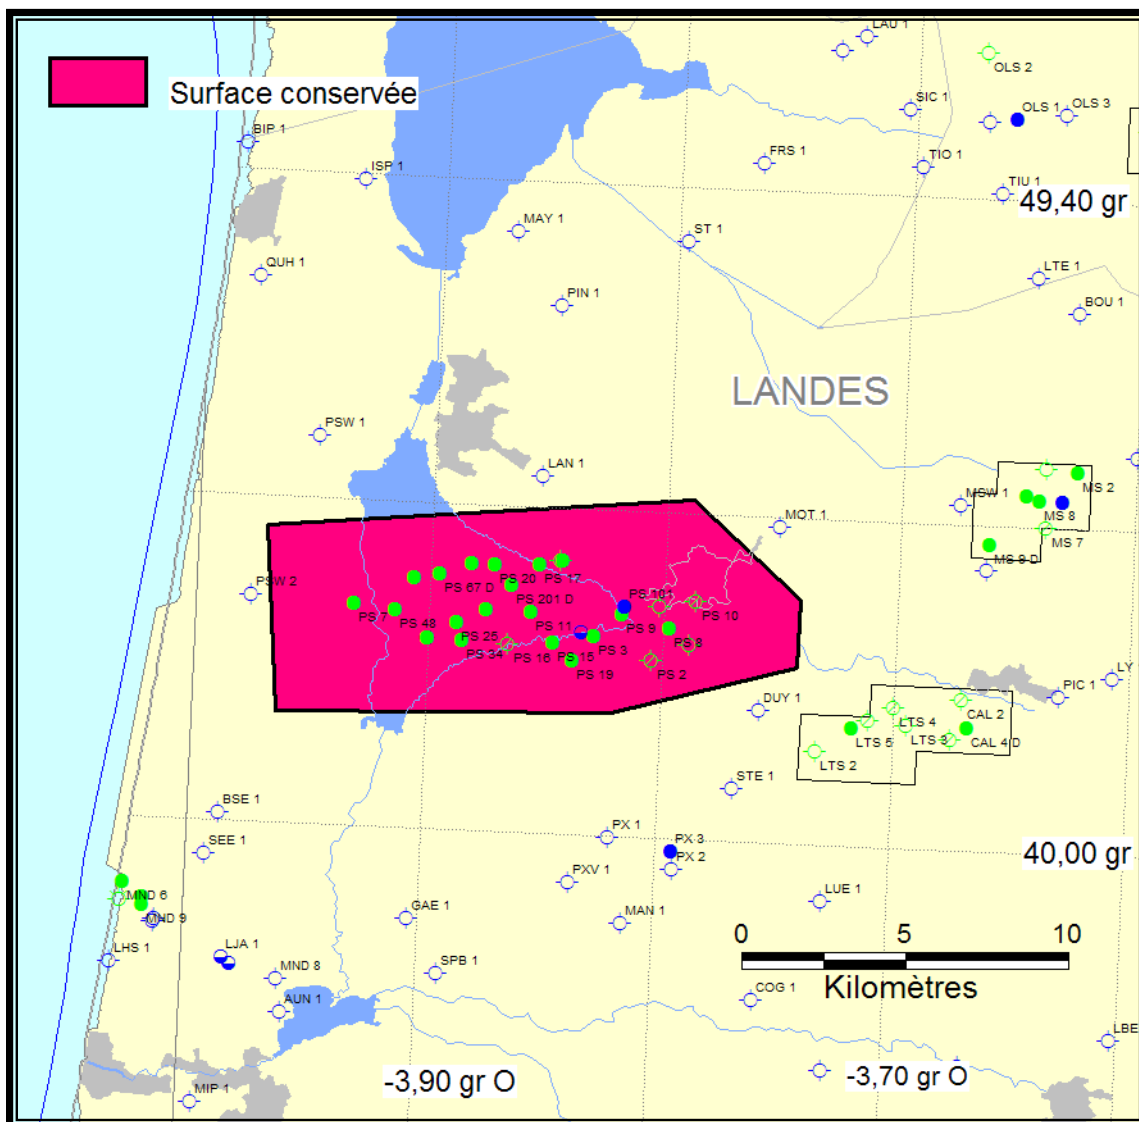 LAU 1
OLS 2
Surface conservée
SIC 1
OLS 1
OLS 3
BIP 1
ISP 1
FRS 1
TIO 1
TIU 1
49,40 gr
MAY 1
ST 1
QUH 1
LTE 1
PIN 1
BOU 1
LANDES
PSW 1
LAN 1
MSW 1
MS 2
MS 8
MOT 1
MS 7
MS 9 D
PSW 2
PS 67 D
PS 20
PS 17
PS 201 D
PS 101
PS 10
PS 7
PS 48
PS 11
PS 9
PS 25
PS 8
PS 34
PS 16
PS 15
PS 3
PS 19
PS 2
LY
PIC 1
DUY 1
CAL 2
LTS 4
LTS 5
LTS 3
CAL 4 D
LTS 2
STE 1
BSE 1
PX 1
PX 3
SEE 1
PX 2
40,00 gr
PXV 1
MND 6
LUE 1
MND 9
GAE 1
MAN 1
LHS 1
LJA 1
0 5 10
MND 8
SPB 1
Kilomètres
AUN 1
COG 1
LBE
-3,90 gr O
-3,70 gr O
MIP 1